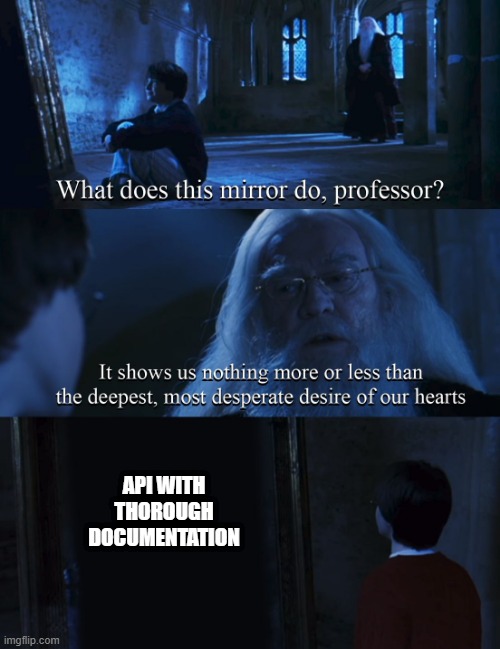 What does this mirror do, professor?
It shows us nothing more or less than
the deepest, most desperate desire of our hearts
API WITH
THOROUGH
DOCUMENTATION
imgflip.com